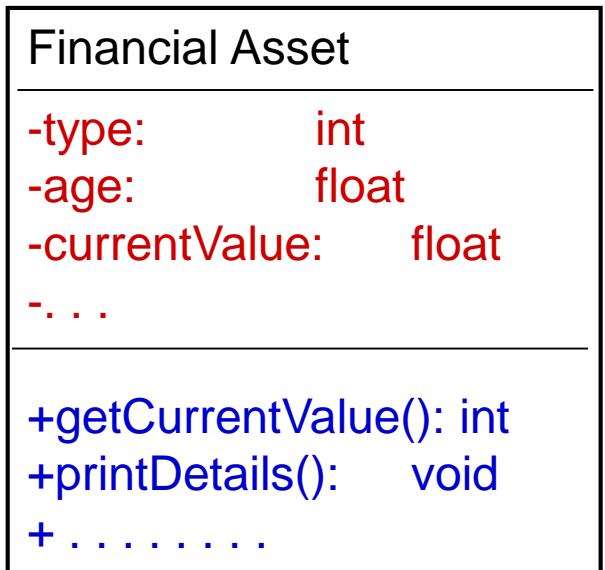 Financial Asset
-type: int
-age: float
-currentValue: float
-. . .
+getCurrentValue(): int
+printDetails(): void
+ . . . . . . . .